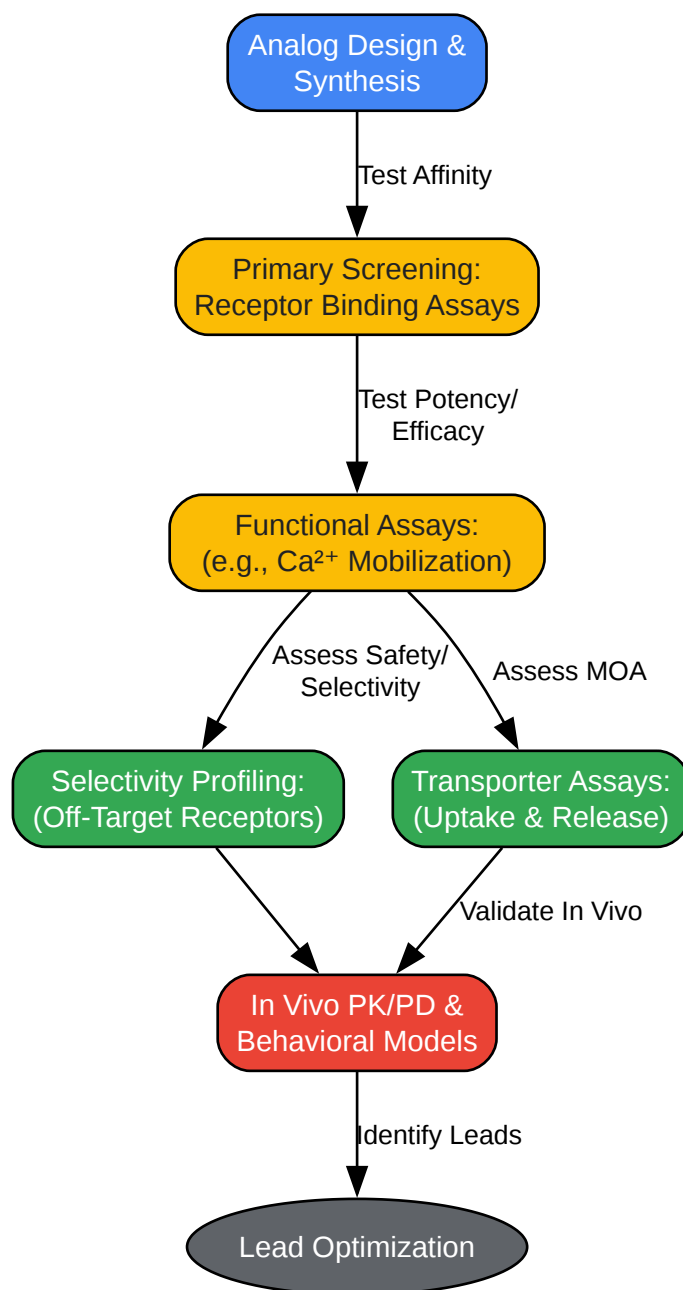 Analog Design &
Synthesis
Test Affinity
Primary Screening:
Receptor Binding Assays
Test Potency/
Efficacy
Functional Assays:
(e.g., Ca²⁺ Mobilization)
Assess Safety/
Selectivity
Assess MOA
Selectivity Profiling:
(Off-Target Receptors)
Transporter Assays:
(Uptake & Release)
Validate In Vivo
In Vivo PK/PD &
Behavioral Models
Identify Leads
Lead Optimization